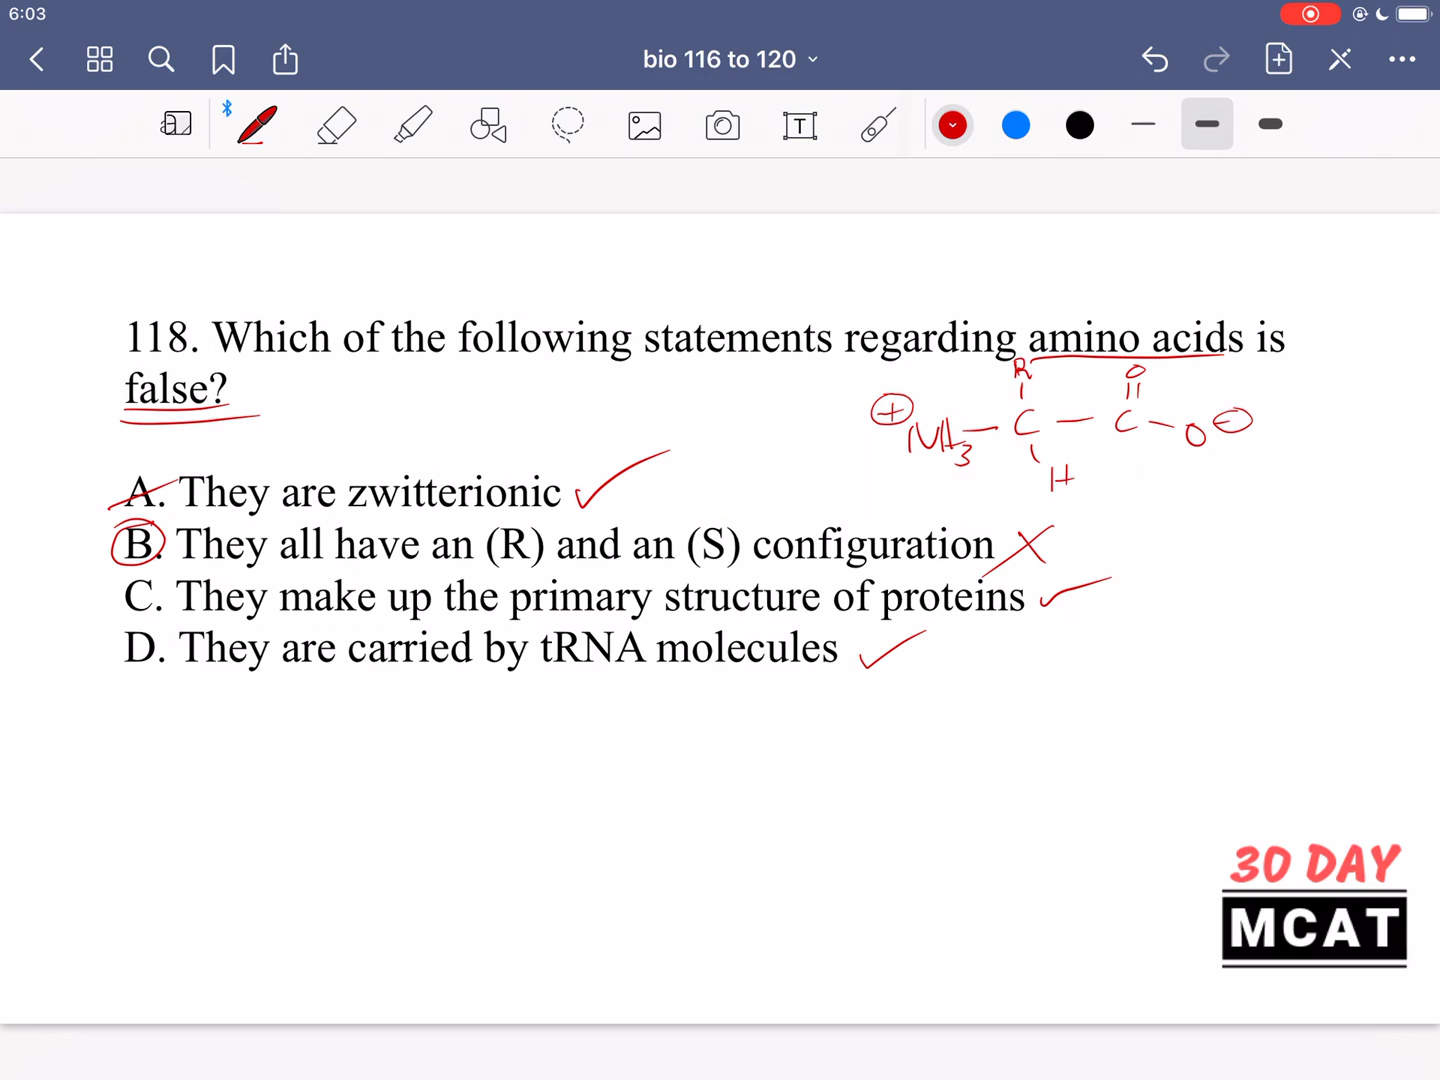 6:03
bio 116 to 120
a
T
118. Which of the following statements regarding amino acids is
false?
R O
+ NH3 — C — C — O −
H
A. They are zwitterionic
B. They all have an (R) and an (S) configuration
C. They make up the primary structure of proteins
D. They are carried by tRNA molecules
30 DAY
MCAT